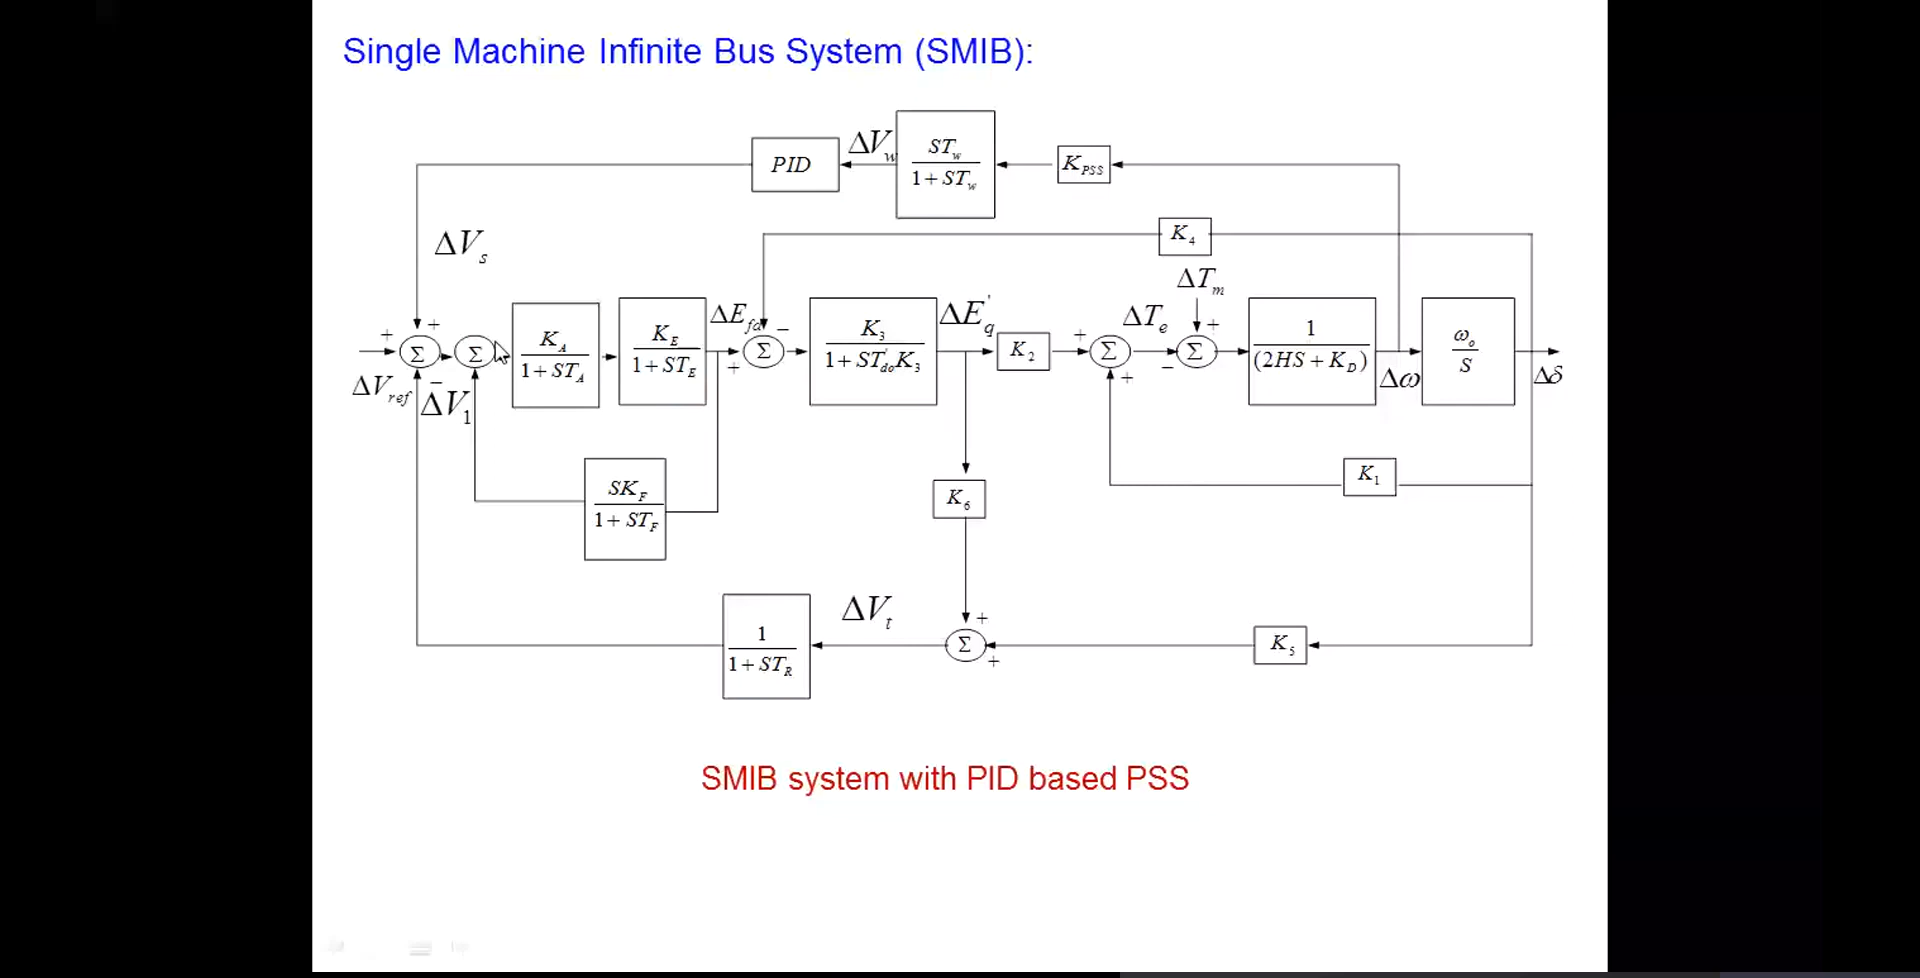 Single Machine Infinite Bus System (SMIB):
PID
ΔV_w
ST_w
1 + ST_w
K_PSS
ΔV_s
K_4
ΔT_m
+
+
K_A
1 + ST_A
K_E
1 + ST_E
ΔE_fd
−
K_3
1 + ST'_do K_3
ΔE'_q
K_2
+
ΔT_e
+
1
(2HS + K_D)
ω_o
S
Σ
Σ
Σ
+
Σ
+
Σ
−
Δω
Δδ
ΔV_ref
−
ΔV_1
K_1
SK_F
1 + ST_F
K_6
1
1 + ST_R
ΔV_t
+
Σ
+
K_5
SMIB system with PID based PSS